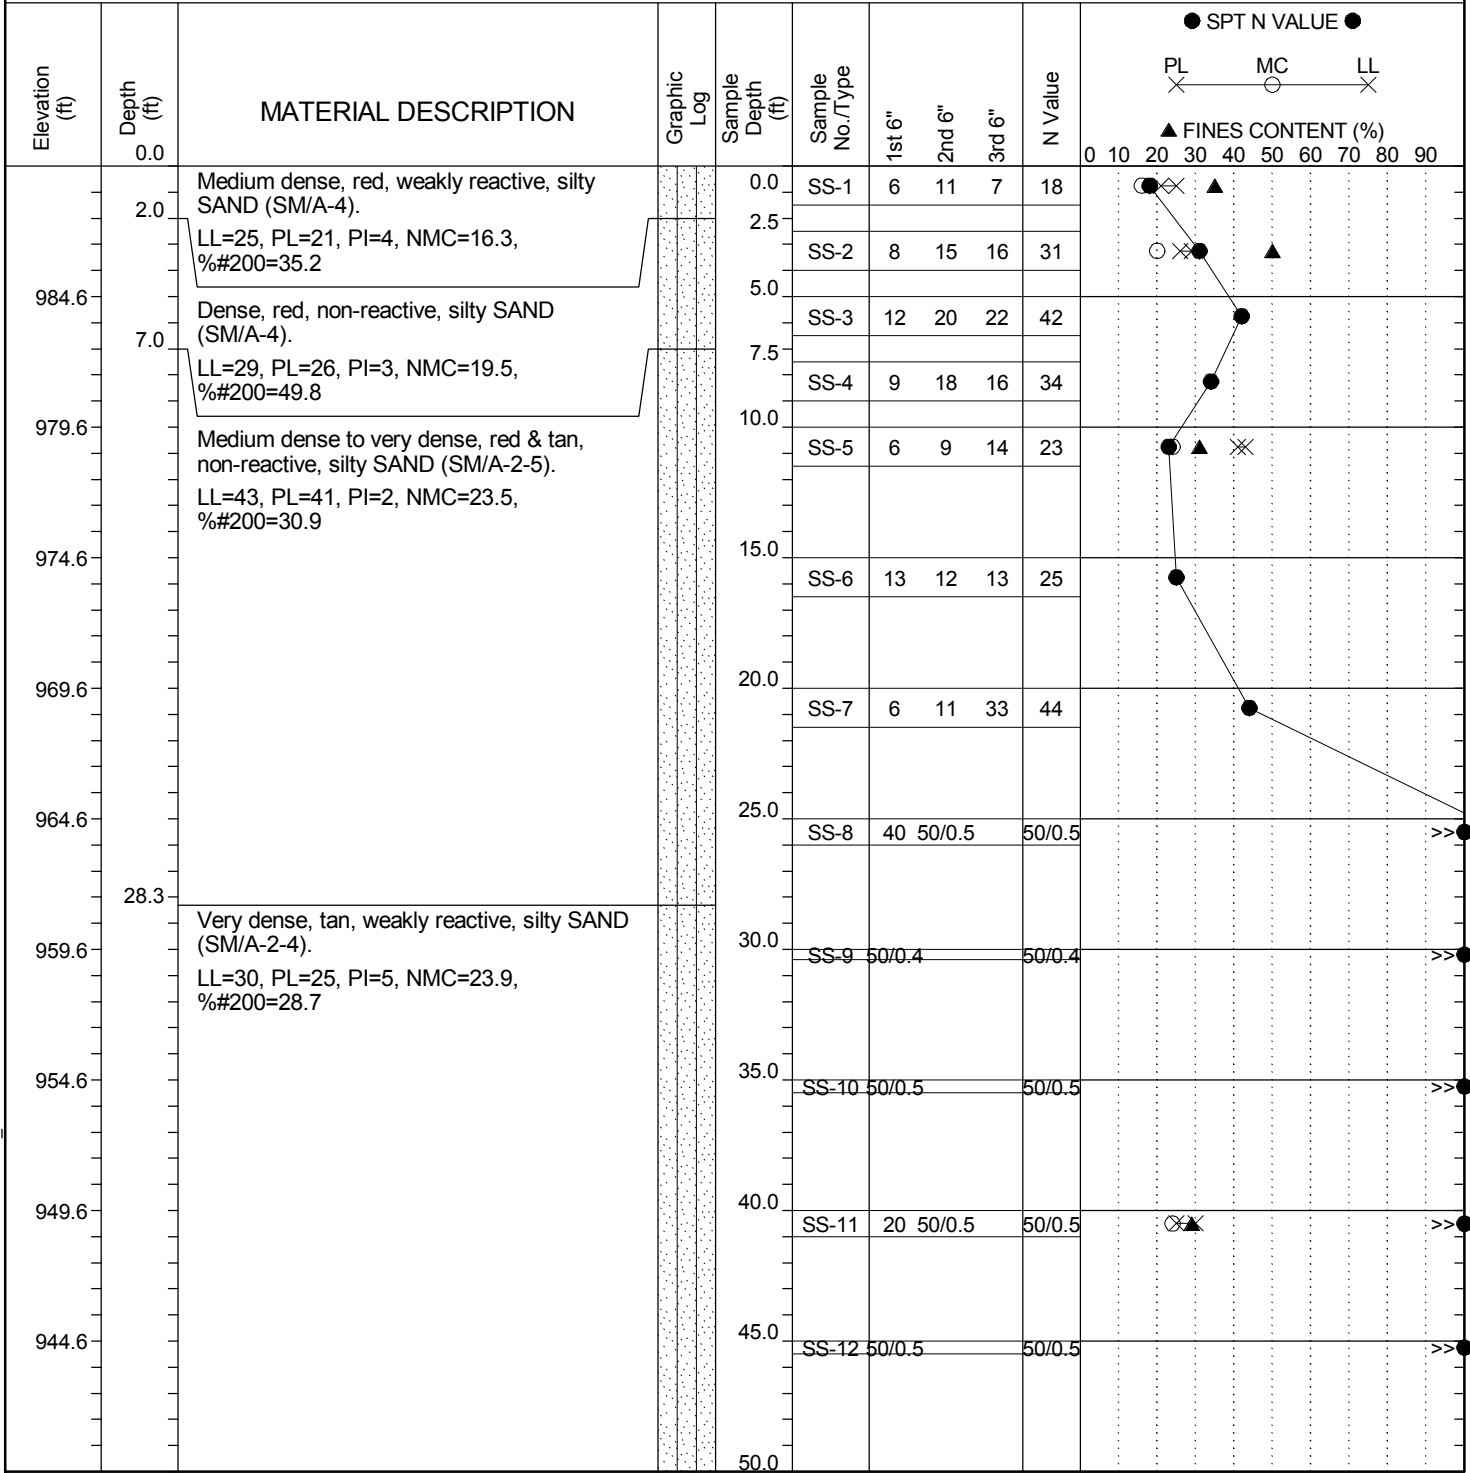 ● SPT N VALUE ●
PL MC LL
▲ FINES CONTENT (%)
0 10 20 30 40 50 60 70 80 90
Elevation
(ft)
Depth
(ft)
0.0
MATERIAL DESCRIPTION
Graphic
Log
Sample
Depth
(ft)
Sample
No./Type
1st 6"
2nd 6"
3rd 6"
N Value
Medium dense, red, weakly reactive, silty
SAND (SM/A-4).
2.0
LL=25, PL=21, PI=4, NMC=16.3,
%#200=35.2
984.6
Dense, red, non-reactive, silty SAND
(SM/A-4).
7.0
LL=29, PL=26, PI=3, NMC=19.5,
%#200=49.8
979.6
Medium dense to very dense, red & tan,
non-reactive, silty SAND (SM/A-2-5).
LL=43, PL=41, PI=2, NMC=23.5,
%#200=30.9
974.6
969.6
964.6
28.3
Very dense, tan, weakly reactive, silty SAND
(SM/A-2-4).
959.6
LL=30, PL=25, PI=5, NMC=23.9,
%#200=28.7
954.6
949.6
944.6
0.0
SS-1 6 11 7 18
2.5
SS-2 8 15 16 31
5.0
SS-3 12 20 22 42
7.5
SS-4 9 18 16 34
10.0
SS-5 6 9 14 23
15.0
SS-6 13 12 13 25
20.0
SS-7 6 11 33 44
25.0
SS-8 40 50/0.5 50/0.5 >>
30.0
SS-9 50/0.4 50/0.4 >>
35.0
SS-10 50/0.5 50/0.5 >>
40.0
SS-11 20 50/0.5 50/0.5 >>
45.0
SS-12 50/0.5 50/0.5 >>
50.0